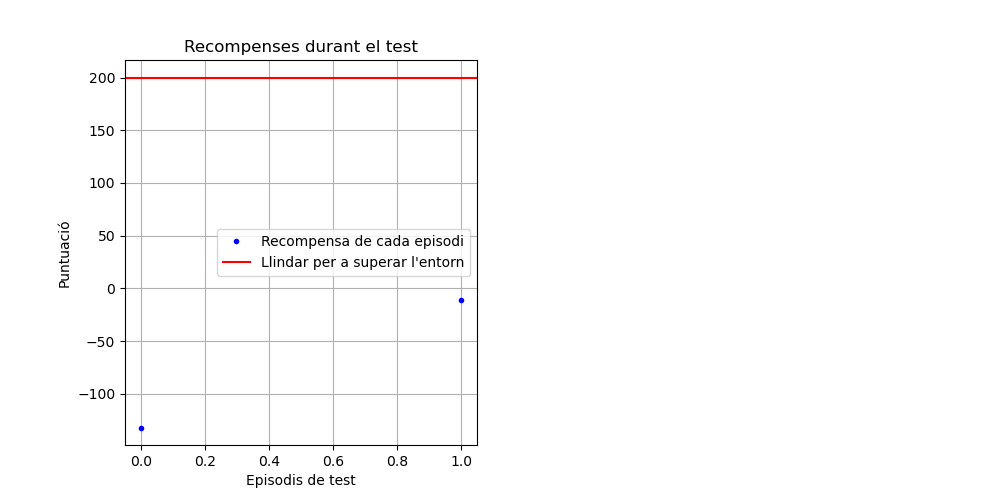 Recompenses durant el test
200
150
100
50
0
−50
−100
Puntuació
Recompensa de cada episodi
Llindar per a superar l'entorn
0.0 0.2 0.4 0.6 0.8 1.0
Episodis de test